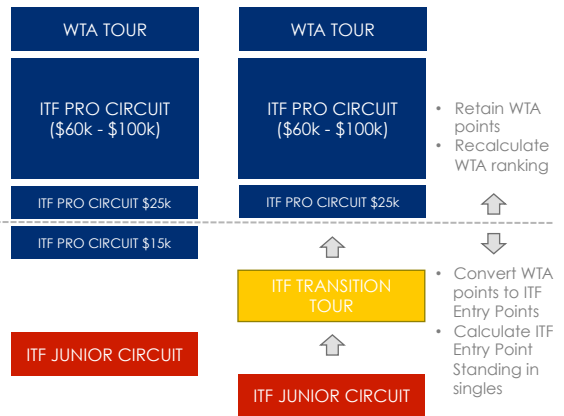 WTA TOUR
ITF PRO CIRCUIT
($60k - $100k)
ITF PRO CIRCUIT $25k
ITF PRO CIRCUIT $15k
ITF JUNIOR CIRCUIT
WTA TOUR
ITF PRO CIRCUIT
($60k - $100k)
ITF PRO CIRCUIT $25k
ITF TRANSITION
TOUR
ITF JUNIOR CIRCUIT
• Retain WTA
points
• Recalculate
WTA ranking
• Convert WTA
points to ITF
Entry Points
• Calculate ITF
Entry Point
Standing in
singles